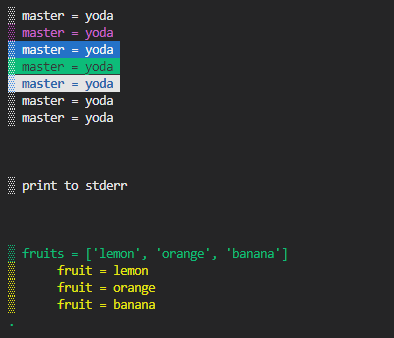 ░ master = yoda
░ master = yoda
░ master = yoda
░ master = yoda
░ master = yoda
░ master = yoda
░ master = yoda
░ print to stderr
░ fruits = ['lemon', 'orange', 'banana']
░ fruit = lemon
░ fruit = orange
░ fruit = banana
.